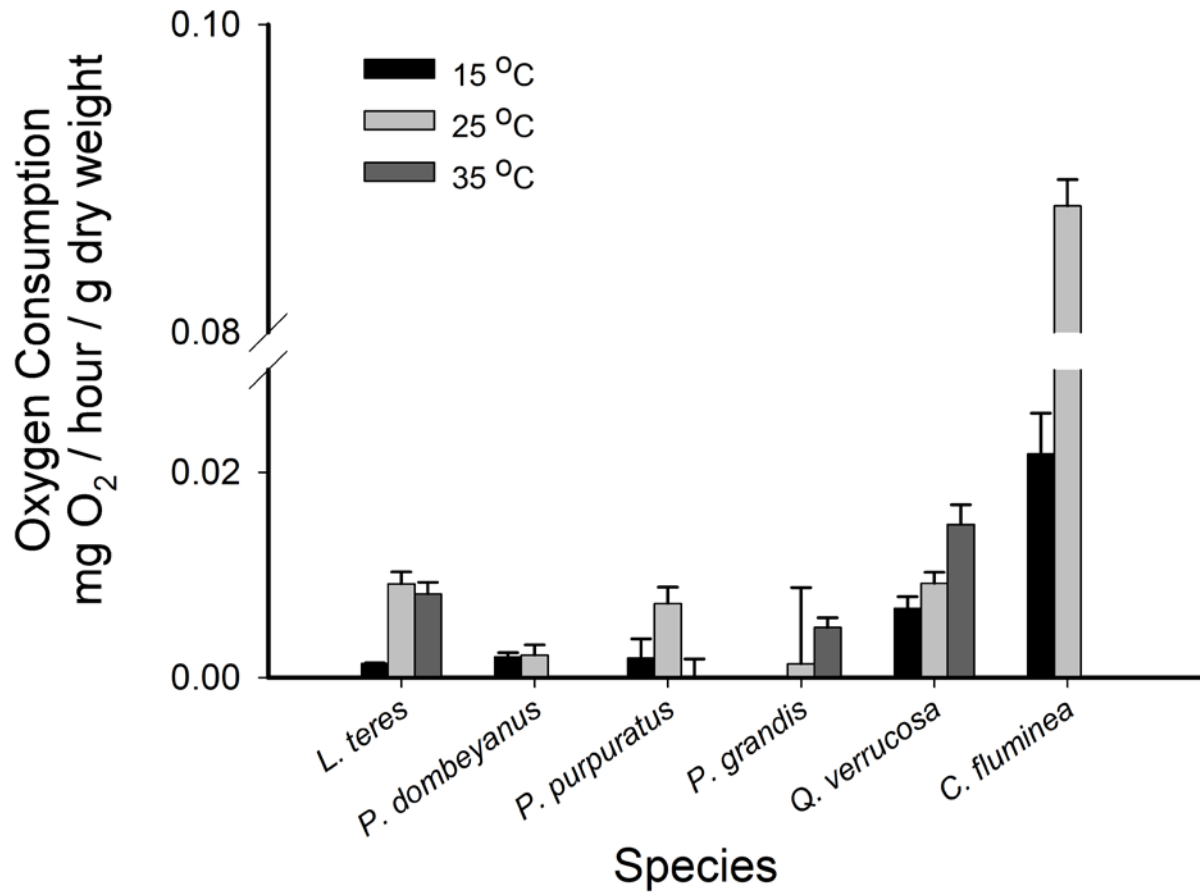 Oxygen Consumption
mg O₂ / hour / g dry weight
0.10
0.08
0.02
0.00
15 °C
25 °C
35 °C
L. teres
P. dombeyanus
P. purpuratus
P. grandis
Q. verrucosa
C. fluminea
Species